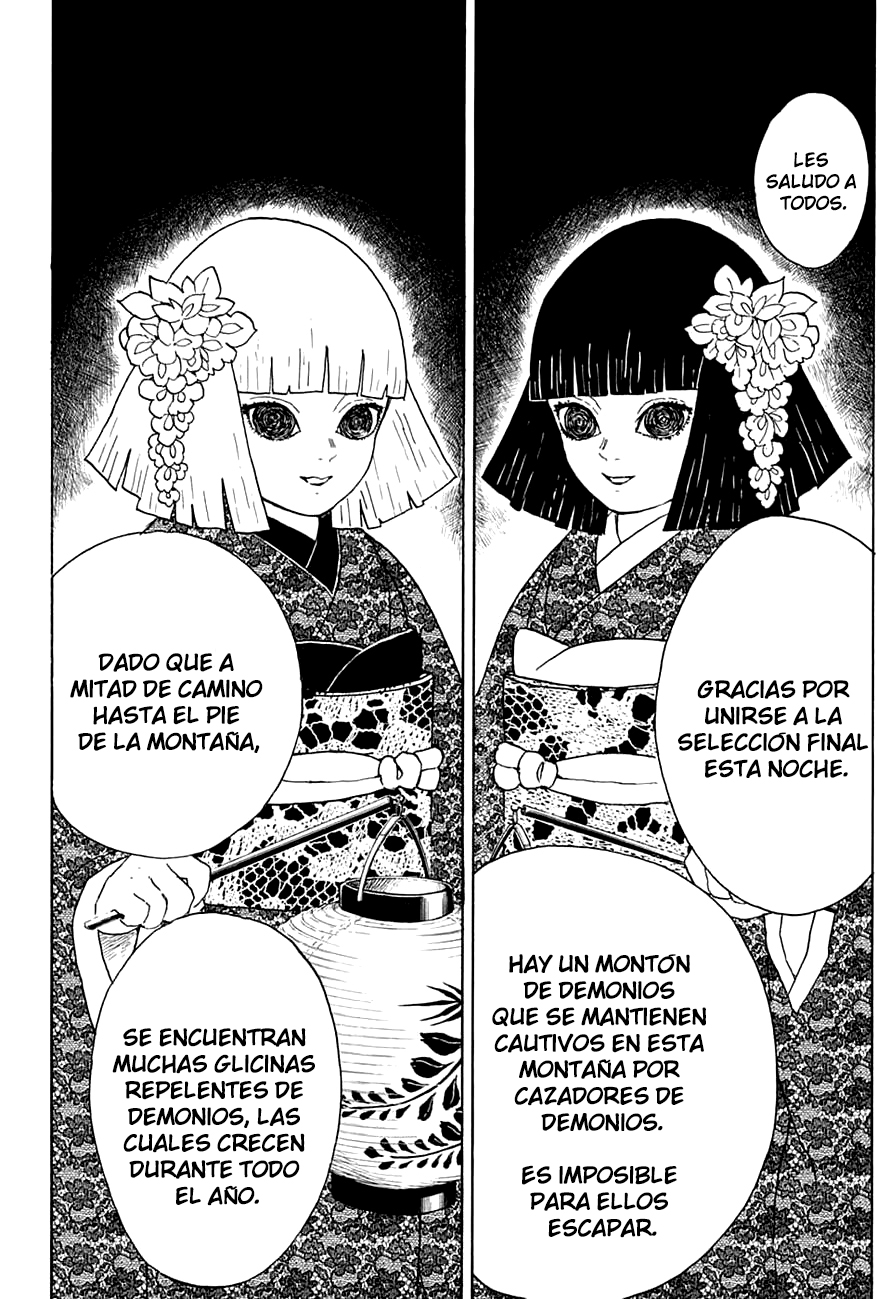 LES
SALUDO A
TODOS.
GRACIAS POR
UNIRSE A LA
SELECCIÓN FINAL
ESTA NOCHE.
HAY UN MONTÓN
DE DEMONIOS
QUE SE MANTIENEN
CAUTIVOS EN ESTA
MONTAÑA POR
CAZADORES DE
DEMONIOS.
ES IMPOSIBLE
PARA ELLOS
ESCAPAR.
DADO QUE A
MITAD DE CAMINO
HASTA EL PIE
DE LA MONTAÑA,
SE ENCUENTRAN
MUCHAS GLICINAS
REPELENTES DE
DEMONIOS, LAS
CUALES CRECEN
DURANTE TODO
EL AÑO.